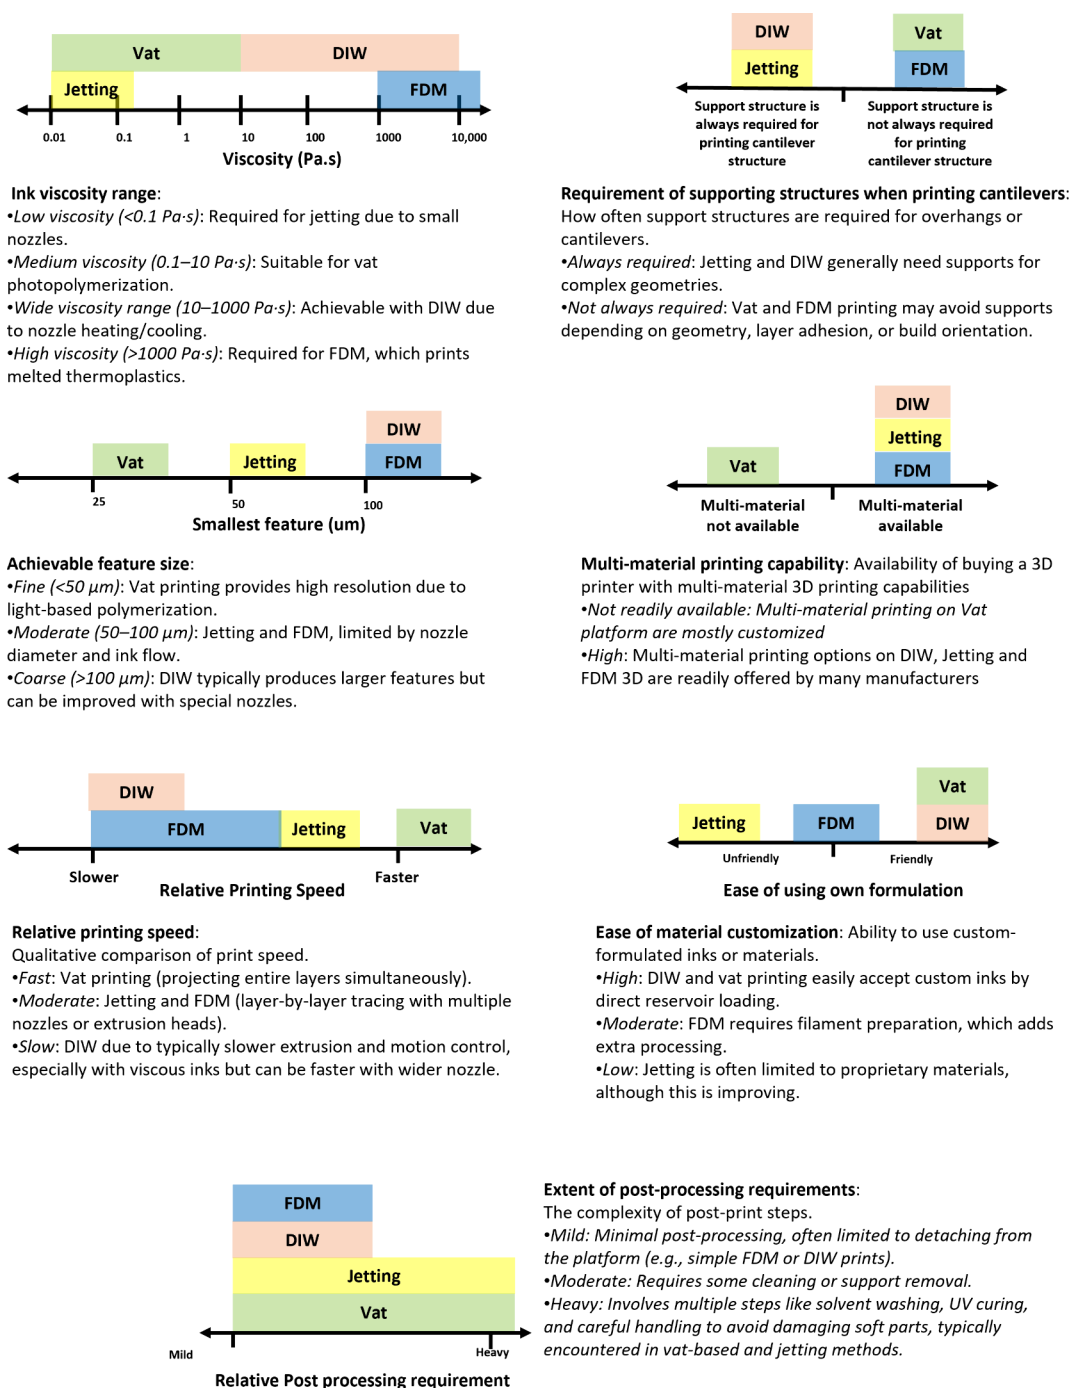 Vat
DIW
Jetting
FDM
0.01
0.1
1
10
100
1000
10,000
Viscosity (Pa.s)
Ink viscosity range:
•Low viscosity (<0.1 Pa·s): Required for jetting due to small
nozzles.
•Medium viscosity (0.1–10 Pa·s): Suitable for vat
photopolymerization.
•Wide viscosity range (10–1000 Pa·s): Achievable with DIW due
to nozzle heating/cooling.
•High viscosity (>1000 Pa·s): Required for FDM, which prints
melted thermoplastics.
DIW
Vat
Jetting
FDM
Support structure is
always required for
printing cantilever
structure
Support structure is
not always required
for printing
cantilever structure
Requirement of supporting structures when printing cantilevers:
How often support structures are required for overhangs or
cantilevers.
•Always required: Jetting and DIW generally need supports for
complex geometries.
•Not always required: Vat and FDM printing may avoid supports
depending on geometry, layer adhesion, or build orientation.
DIW
Vat
Jetting
FDM
25
50
100
Smallest feature (um)
Achievable feature size:
•Fine (<50 µm): Vat printing provides high resolution due to
light-based polymerization.
•Moderate (50–100 µm): Jetting and FDM, limited by nozzle
diameter and ink flow.
•Coarse (>100 µm): DIW typically produces larger features but
can be improved with special nozzles.
DIW
Jetting
Vat
FDM
Multi-material
not available
Multi-material
available
Multi-material printing capability: Availability of buying a 3D
printer with multi-material 3D printing capabilities
•Not readily available: Multi-material printing on Vat
platform are mostly customized
•High: Multi-material printing options on DIW, Jetting and
FDM 3D are readily offered by many manufacturers
DIW
FDM
Jetting
Vat
Slower
Faster
Relative Printing Speed
Relative printing speed:
Qualitative comparison of print speed.
•Fast: Vat printing (projecting entire layers simultaneously).
•Moderate: Jetting and FDM (layer-by-layer tracing with multiple
nozzles or extrusion heads).
•Slow: DIW due to typically slower extrusion and motion control,
especially with viscous inks but can be faster with wider nozzle.
Vat
Jetting
FDM
DIW
Unfriendly
Friendly
Ease of using own formulation
Ease of material customization: Ability to use custom-
formulated inks or materials.
•High: DIW and vat printing easily accept custom inks by
direct reservoir loading.
•Moderate: FDM requires filament preparation, which adds
extra processing.
•Low: Jetting is often limited to proprietary materials,
although this is improving.
FDM
DIW
Jetting
Vat
Mild
Heavy
Relative Post processing requirement
Extent of post-processing requirements:
The complexity of post-print steps.
•Mild: Minimal post-processing, often limited to detaching from
the platform (e.g., simple FDM or DIW prints).
•Moderate: Requires some cleaning or support removal.
•Heavy: Involves multiple steps like solvent washing, UV curing,
and careful handling to avoid damaging soft parts, typically
encountered in vat-based and jetting methods.